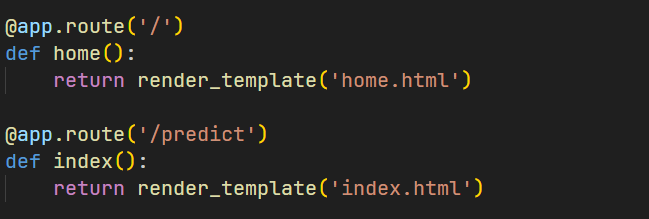 @app.route('/')
def home():
    return render_template('home.html')
@app.route('/predict')
def index():
    return render_template('index.html')